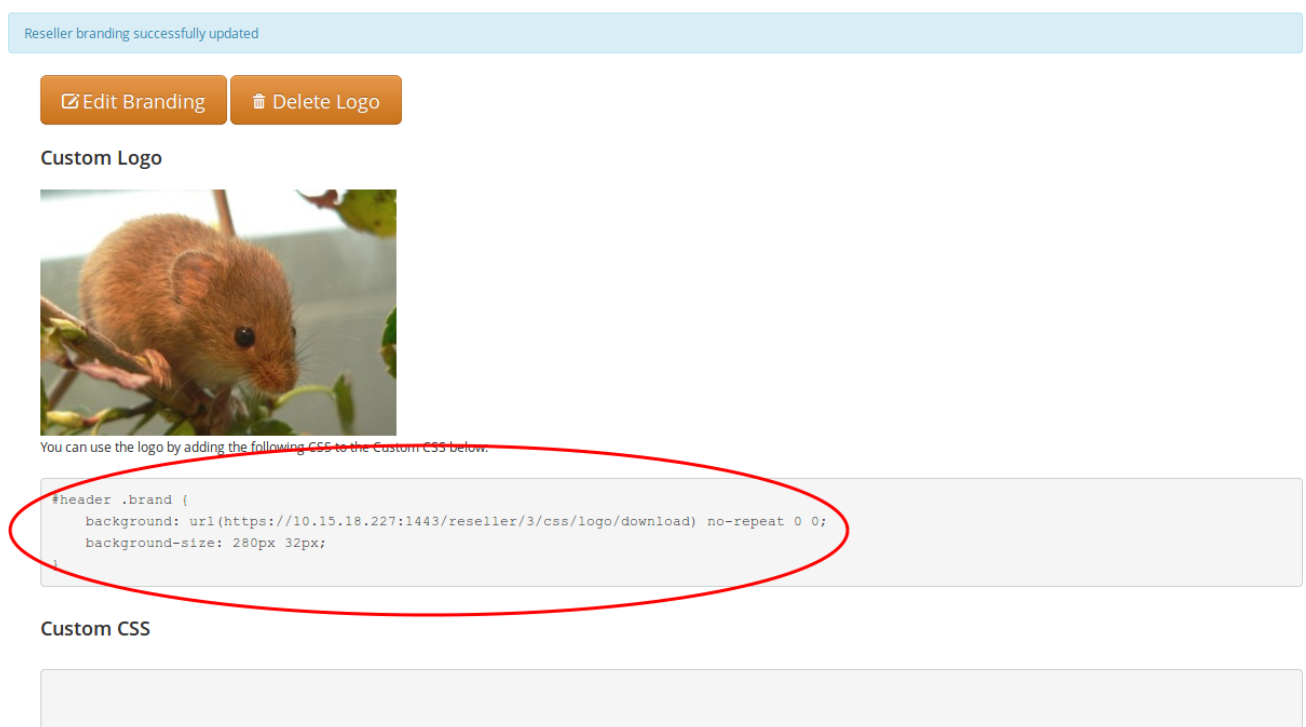 Reseller branding successfully updated
Edit Branding
Delete Logo
Custom Logo
You can use the logo by adding the following CSS to the Custom CSS below:
#header .brand {
    background: url(https://10.15.18.227:1443/reseller/3/css/logo/download) no-repeat 0 0;
    background-size: 280px 32px;
}
Custom CSS